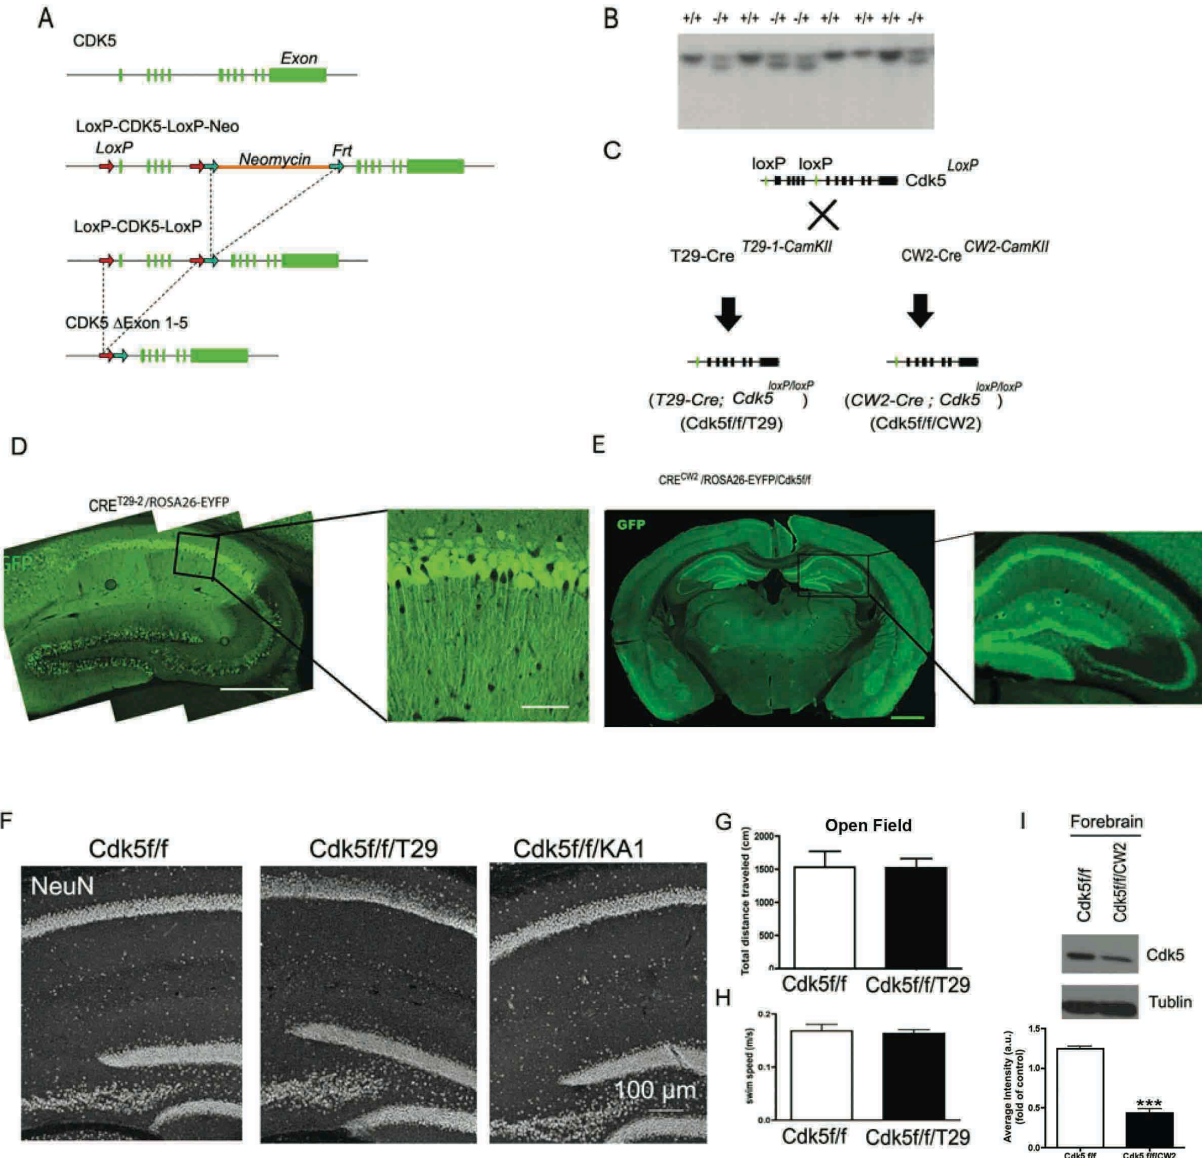 A
CDK5
Exon
LoxP-CDK5-LoxP-Neo
LoxP
Neomycin
Frt
LoxP-CDK5-LoxP
CDK5 ΔExon 1-5
B
+/+ -/+ +/+ -/+ -/+ +/+ +/+ +/+ -/+
C
loxP loxP
Cdk5 LoxP
T29-Cre T29-1-CamKII
CW2-Cre CW2-CamKII
(T29-Cre; Cdk5 loxP/loxP)
(Cdk5f/f/T29)
(CW2-Cre ; Cdk5 loxP/loxP)
(Cdk5f/f/CW2)
D
CRE T29-2/ROSA26-EYFP
GFP
E
CRE CW2 /ROSA26-EYFP/Cdk5f/f
GFP
F
Cdk5f/f
Cdk5f/f/T29
Cdk5f/f/KA1
NeuN
100 µm
G
Open Field
Total distance traveled (cm)
2000
1500
1000
500
0
Cdk5f/f
Cdk5f/f/T29
H
swim speed (m/s)
0.2
0.1
0.0
Cdk5f/f
Cdk5f/f/T29
I
Forebrain
Cdk5f/f
Cdk5f/f/CW2
Cdk5
Tublin
Average Intensity (a.u.)
(fold of control)
1.5
1.0
0.5
0.0
***
Cdk5 f/f
Cdk5 f/f/CW2